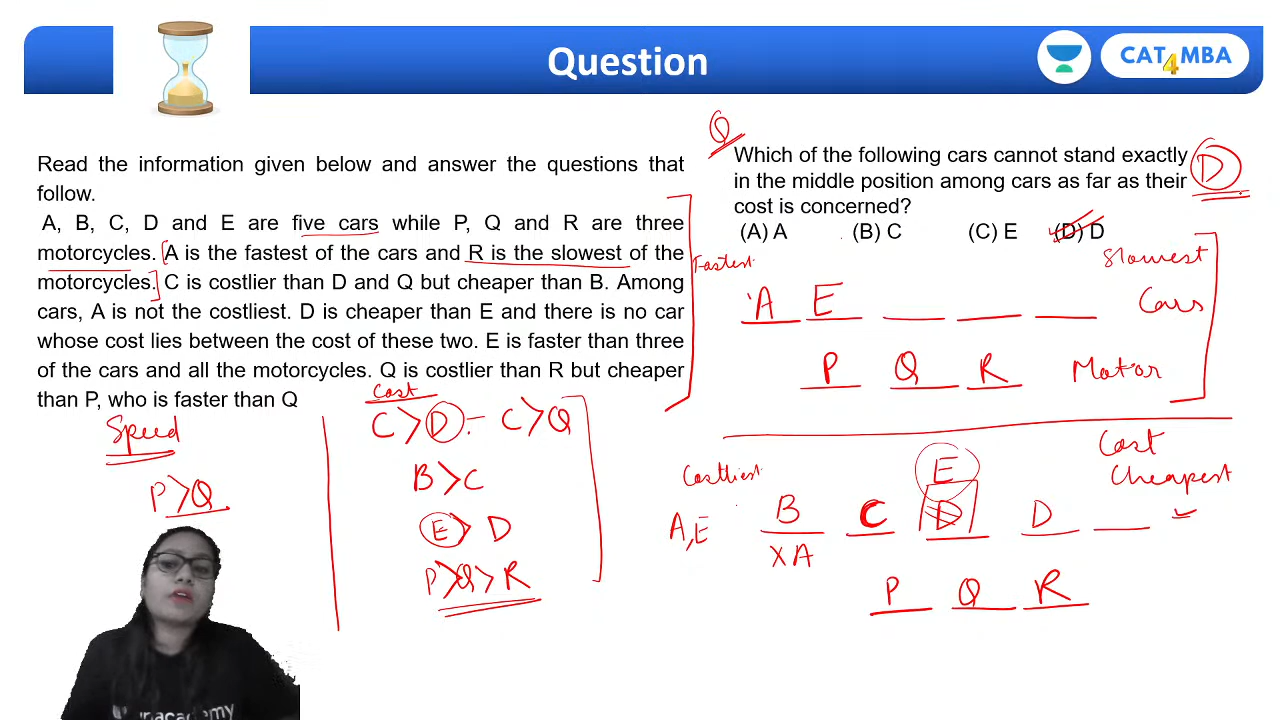 Question
CAT4MBA
Read the information given below and answer the questions that
follow.
A, B, C, D and E are five cars while P, Q and R are three
motorcycles. A is the fastest of the cars and R is the slowest of the
motorcycles. C is costlier than D and Q but cheaper than B. Among
cars, A is not the costliest. D is cheaper than E and there is no car
whose cost lies between the cost of these two. E is faster than three
of the cars and all the motorcycles. Q is costlier than R but cheaper
than P, who is faster than Q
Speed
P>Q
Cost
C>D- C>Q
B>C
E>D
P>Q>R
Q
Which of the following cars cannot stand exactly
in the middle position among cars as far as their
cost is concerned?
D
(A) A (B) C (C) E (D) D
Fastest Slowest
A E Cars
P Q R Motor
Cost
Costliest E Cheapest
A,E B C D D
X A
P Q R
unacademy